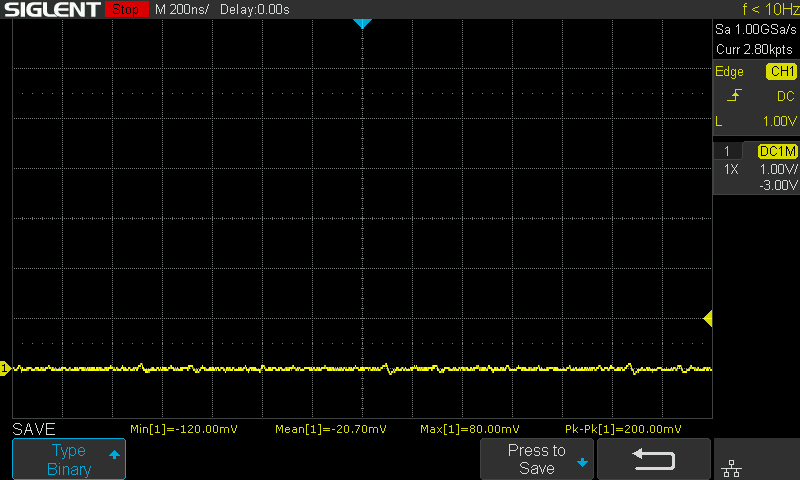 SIGLENT Stop M 200ns/ Delay:0.00s f < 10Hz
Sa 1.00GSa/s
Curr 2.80kpts
Edge CH1
DC
L 1.00V
1 DC1M
1X 1.00V/
-3.00V
1
SAVE Min[1]=-120.00mV Mean[1]=-20.70mV Max[1]=80.00mV Pk-Pk[1]=200.00mV
Type
Binary
Press to
Save